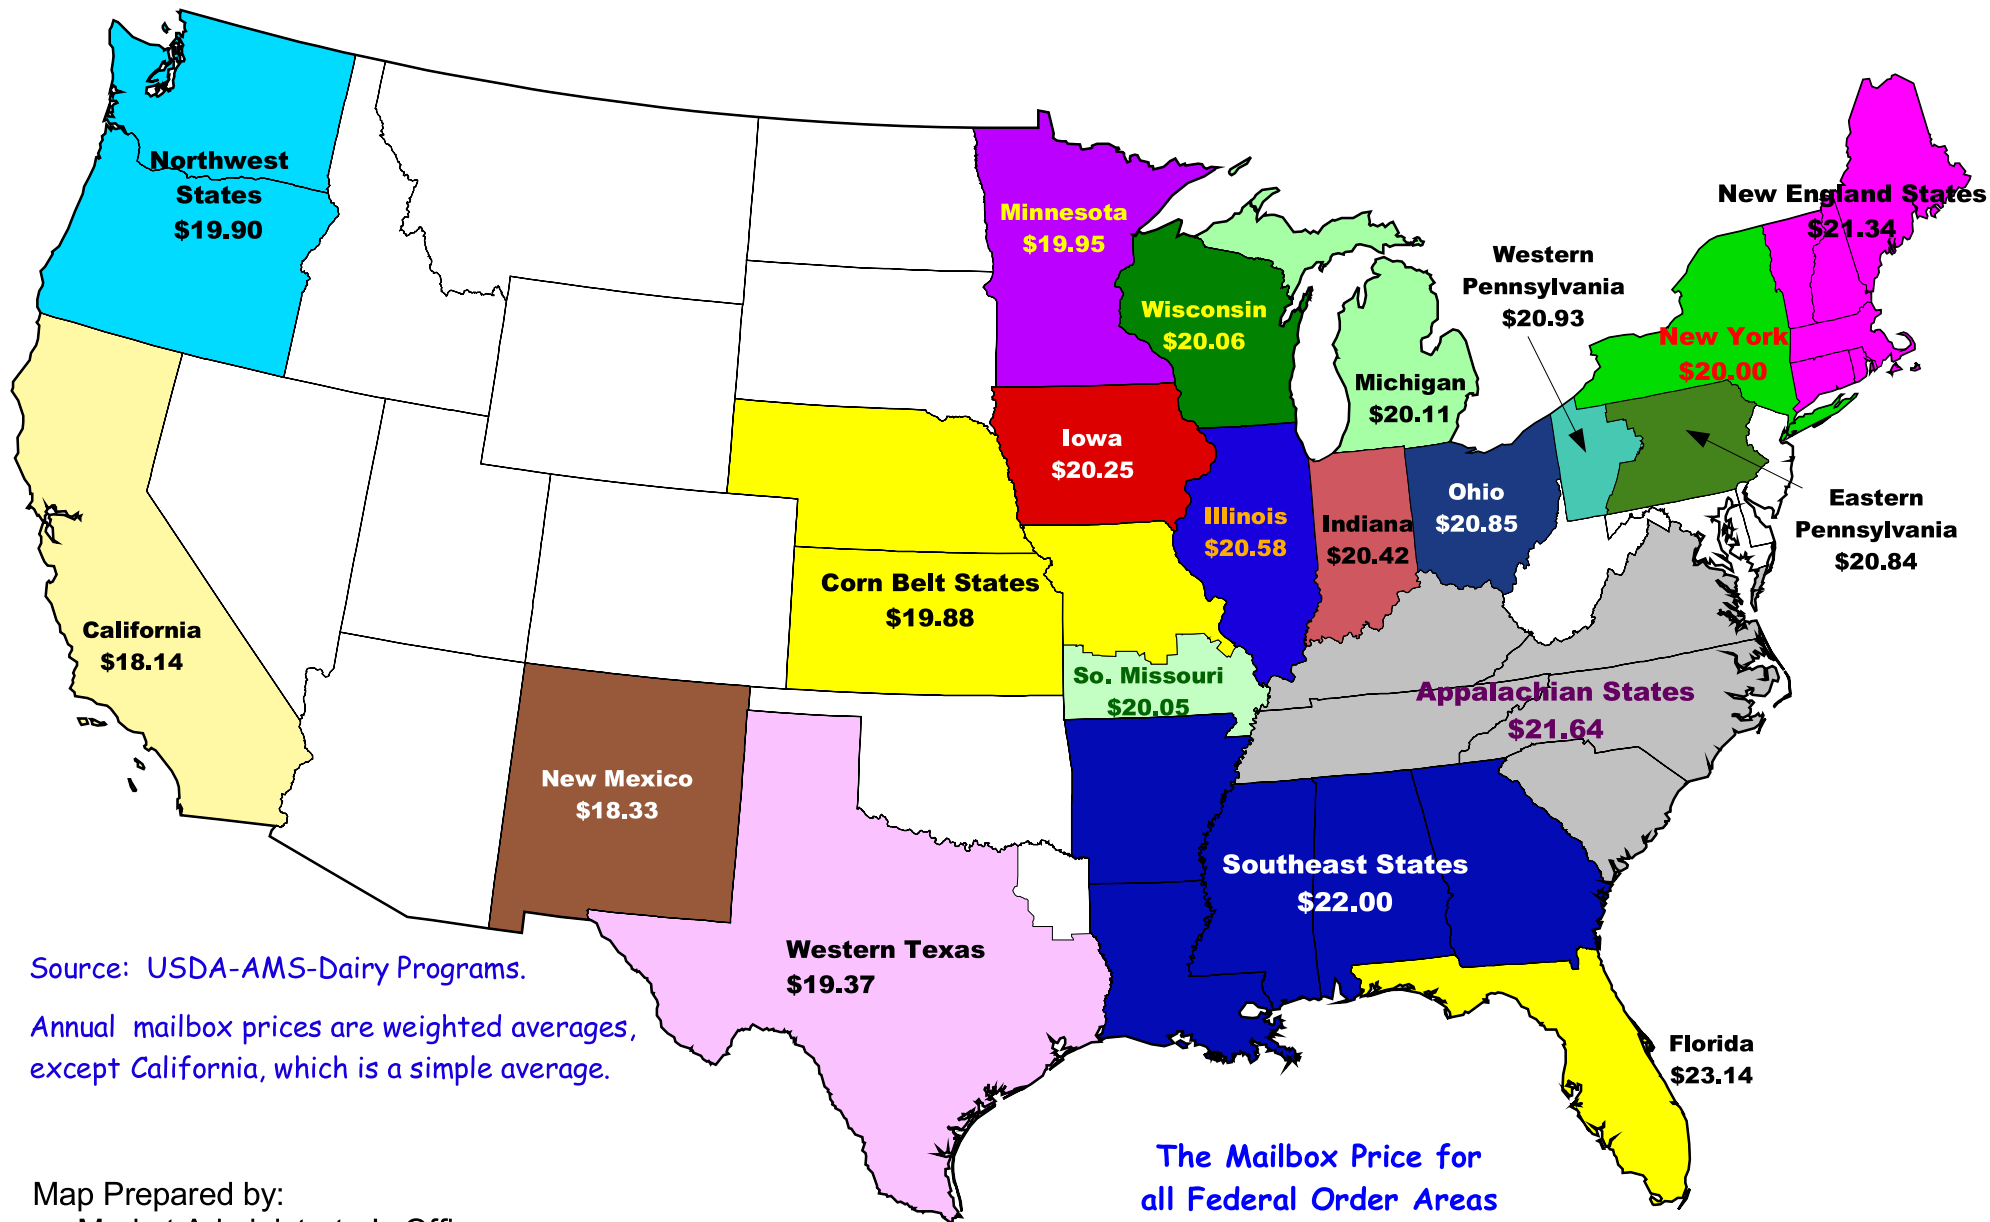 Northwest
States
$19.90
Minnesota
$19.95
Wisconsin
$20.06
Michigan
$20.11
Western
Pennsylvania
$20.93
New England States
$21.34
New York
$20.00
Eastern
Pennsylvania
$20.84
Iowa
$20.25
Illinois
$20.58
Indiana
$20.42
Ohio
$20.85
Corn Belt States
$19.88
California
$18.14
So. Missouri
$20.05
Appalachian States
$21.64
New Mexico
$18.33
Southeast States
$22.00
Western Texas
$19.37
Florida
$23.14
Source:  USDA-AMS-Dairy Programs.
Annual  mailbox prices are weighted averages,
except California, which is a simple average.
Map Prepared by:
The Mailbox Price for
all Federal Order Areas